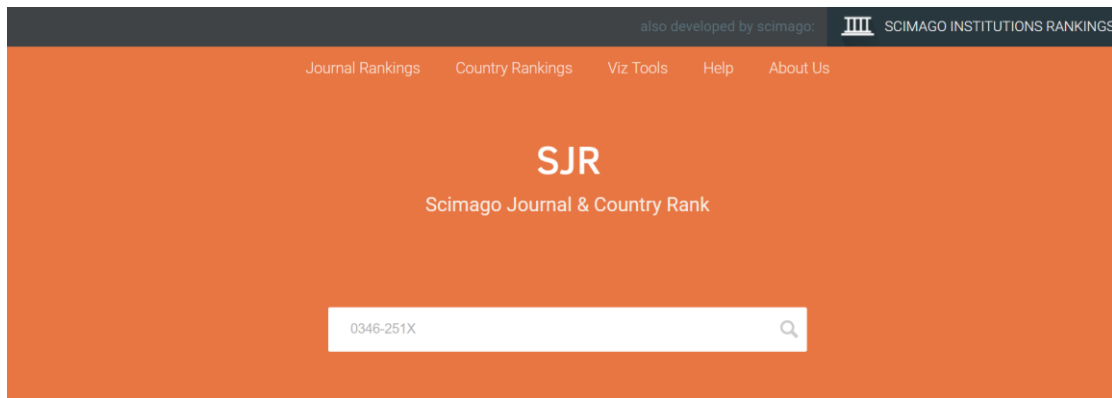 also developed by scimago: SCIMAGO INSTITUTIONS RANKINGS
Journal Rankings Country Rankings Viz Tools Help About Us
SJR
Scimago Journal & Country Rank
0346-251X